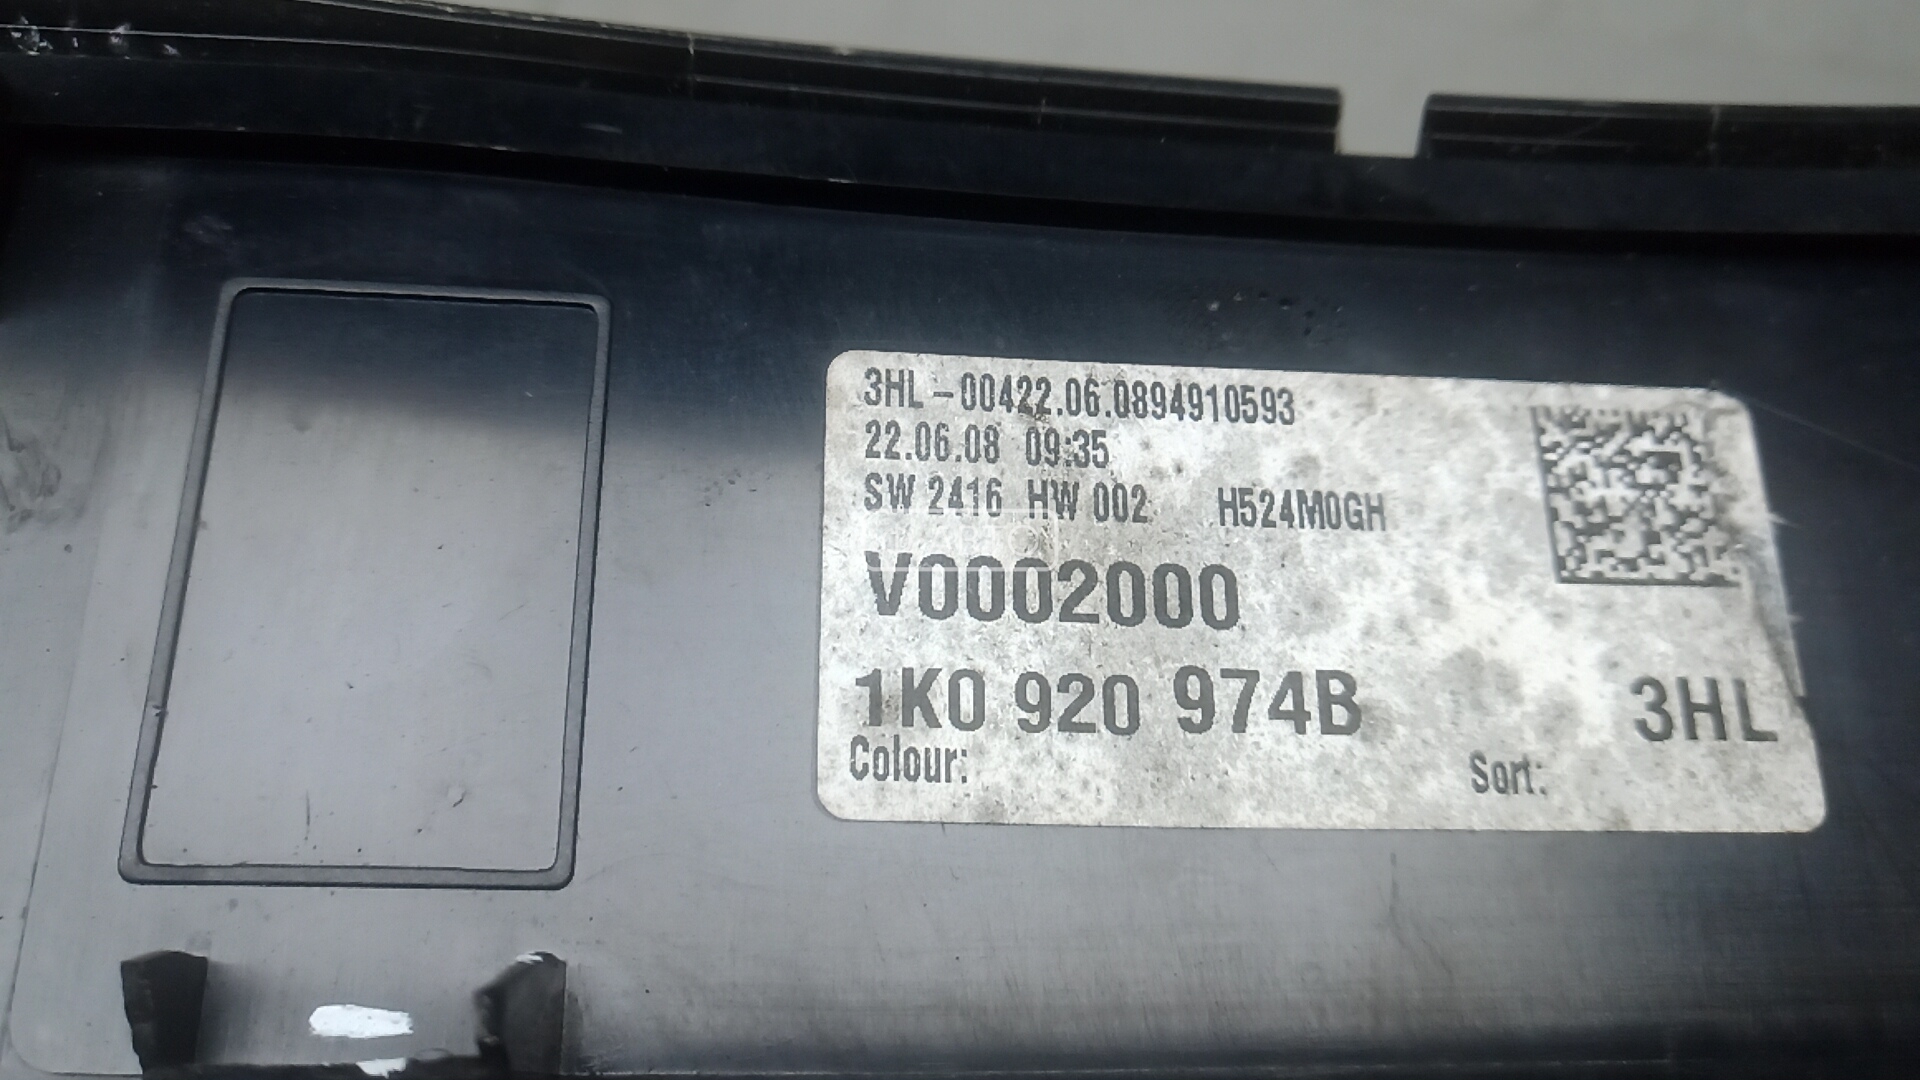 3HL-00422.06.0894910593
22.06.08 09:35
SW 2416 HW 002 H524M0GH
V0002000
1K0 920 974B 3HL
Colour: Sort: